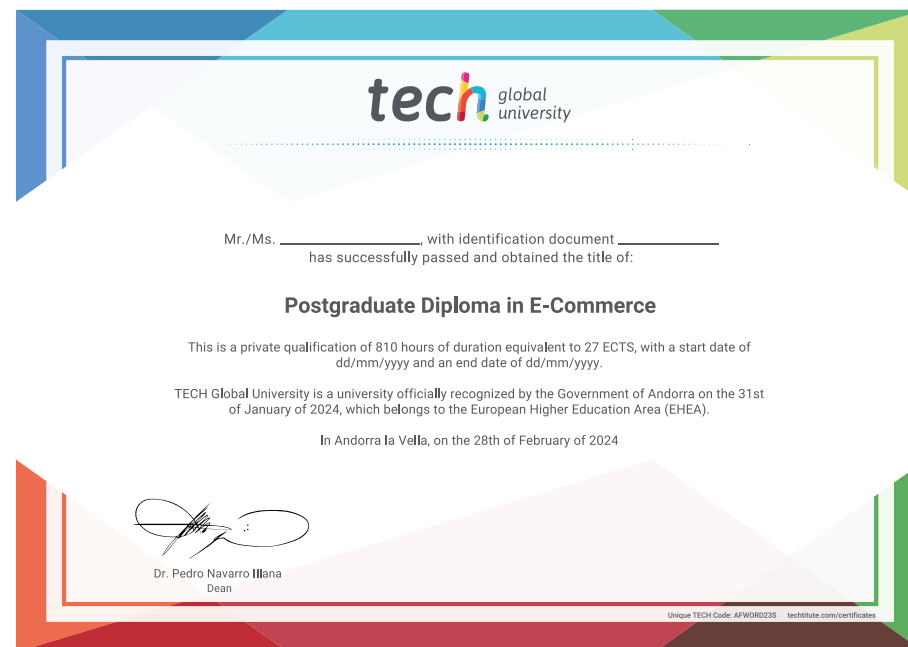 tech global university
Mr./Ms. ____________________, with identification document ______________
has successfully passed and obtained the title of:
Postgraduate Diploma in E-Commerce
This is a private qualification of 810 hours of duration equivalent to 27 ECTS, with a start date of
dd/mm/yyyy and an end date of dd/mm/yyyy.
TECH Global University is a university officially recognized by the Government of Andorra on the 31st
of January of 2024, which belongs to the European Higher Education Area (EHEA).
In Andorra la Vella, on the 28th of February of 2024
Dr. Pedro Navarro Illana
Dean
Unique TECH Code: AFWORD23S techtitute.com/certificates